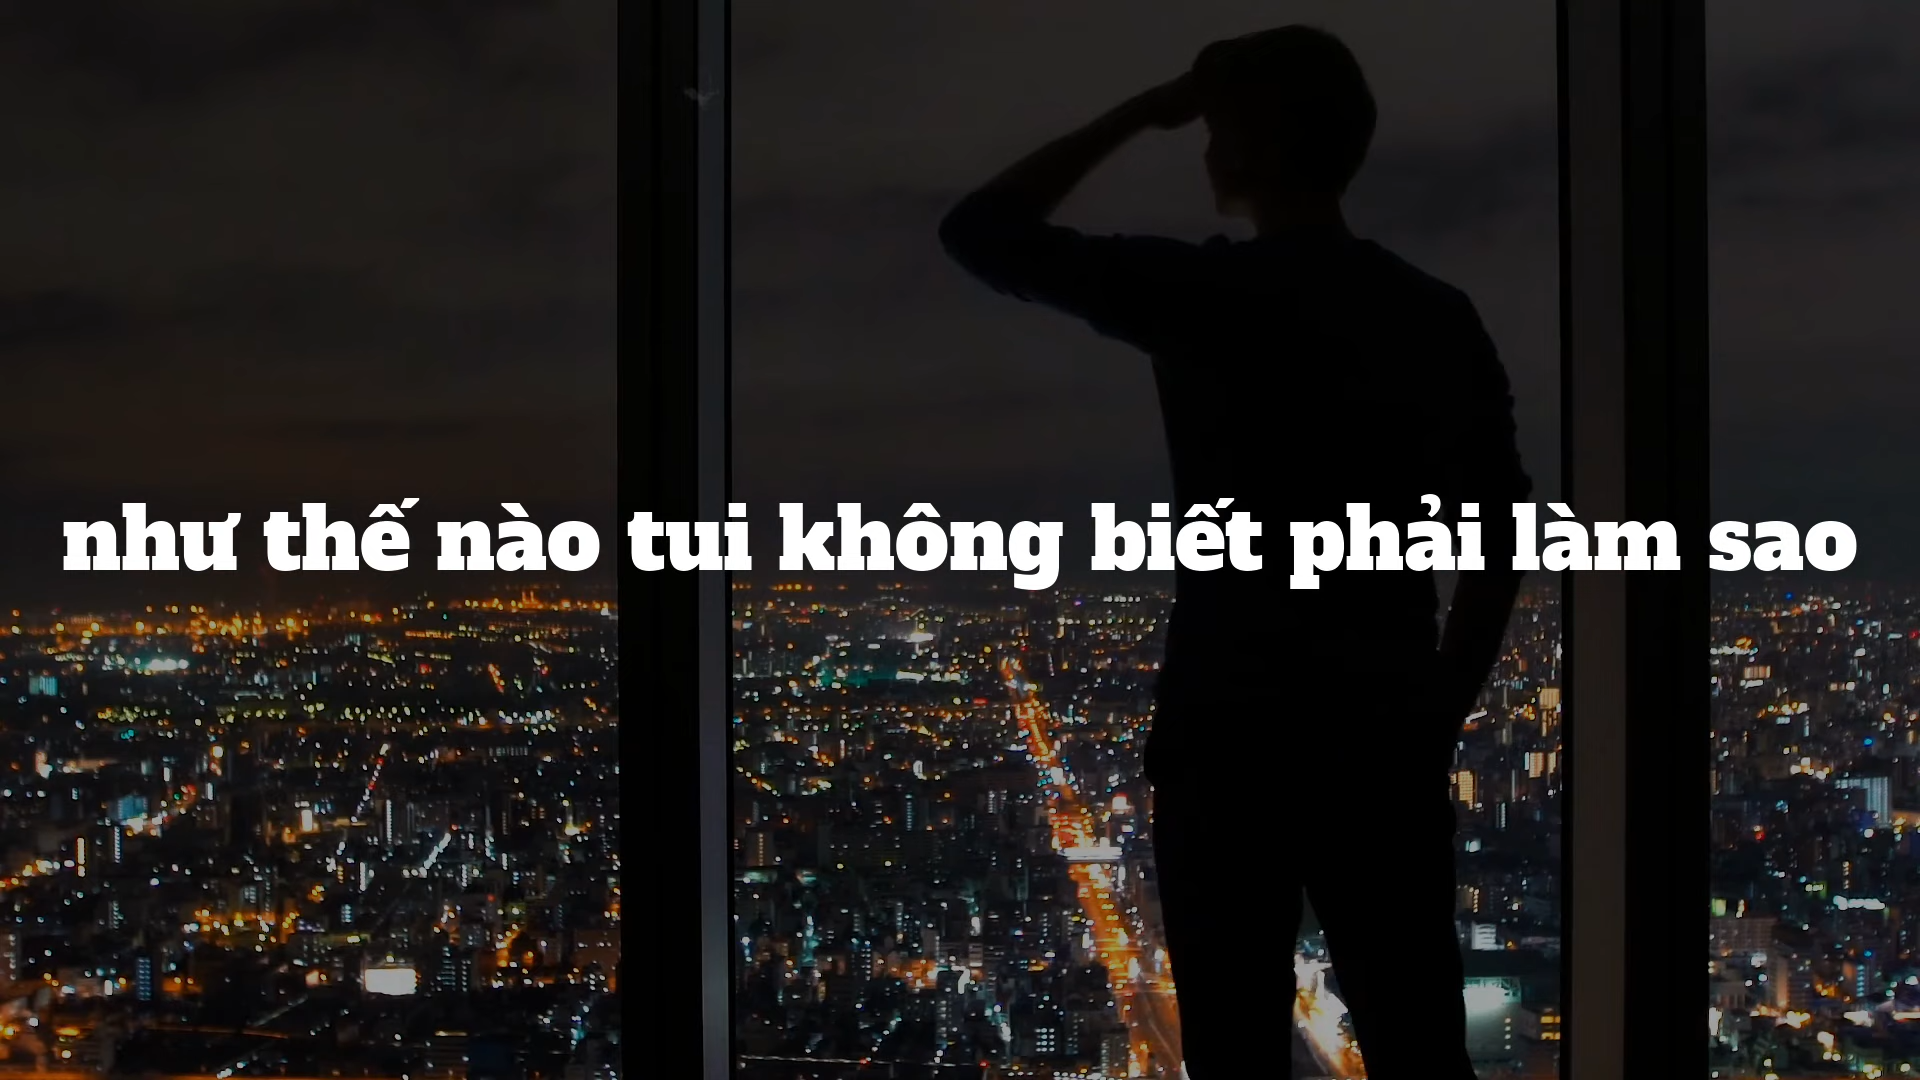 như thế nào tui không biết phải làm sao